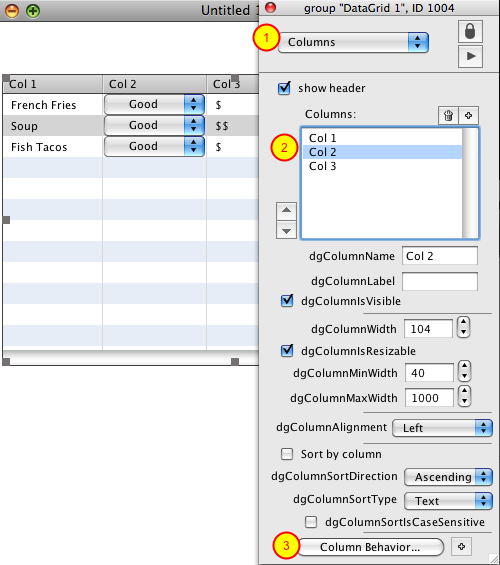 Untitled 1
group "DataGrid 1", ID 1004
1
Columns
show header
Columns:
2
Col 1
Col 2
Col 3
dgColumnName Col 2
dgColumnLabel
dgColumnIsVisible
dgColumnWidth 104
dgColumnIsResizable
dgColumnMinWidth 40
dgColumnMaxWidth 1000
dgColumnAlignment Left
Sort by column
dgColumnSortDirection Ascending
dgColumnSortType Text
dgColumnSortIsCaseSensitive
3
Column Behavior...
Col 1 Col 2 Col 3
French Fries Good $
Soup Good $$
Fish Tacos Good $